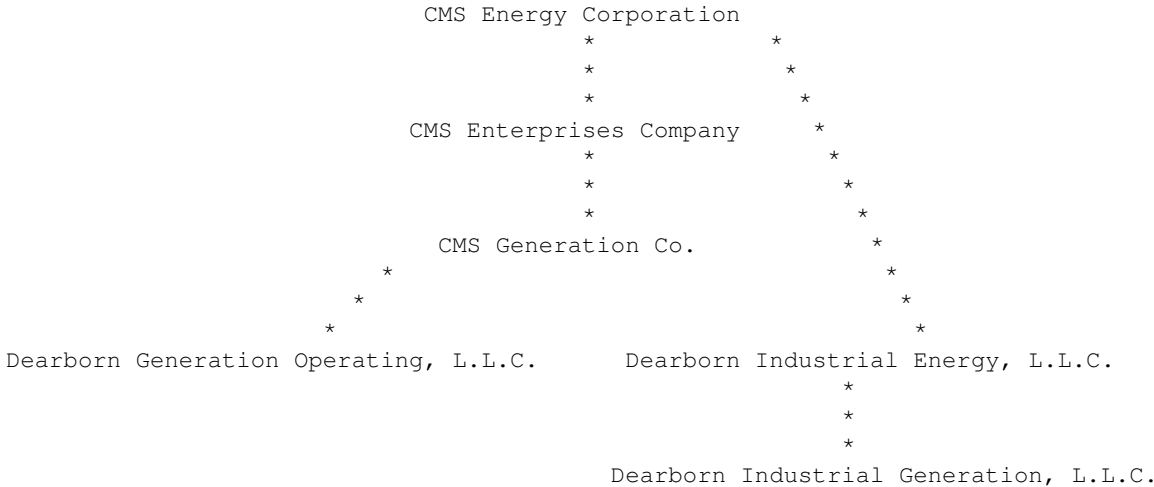 CMS Energy Corporation
* *
* *
* *
CMS Enterprises Company *
* *
* *
* *
CMS Generation Co. *
* *
* *
* *
Dearborn Generation Operating, L.L.C. Dearborn Industrial Energy, L.L.C.
*
*
*
Dearborn Industrial Generation, L.L.C.